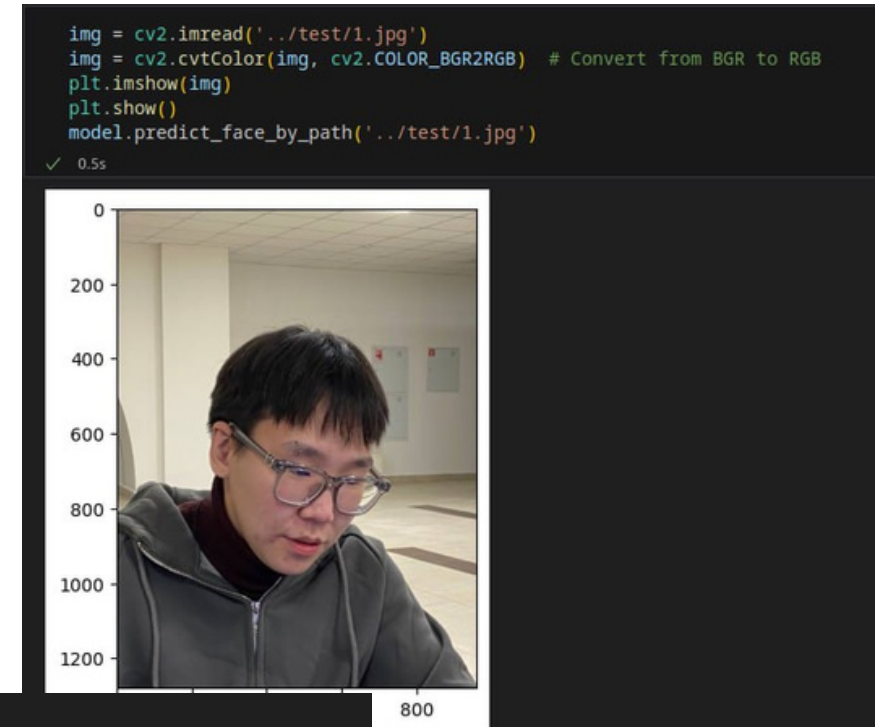 img = cv2.imread('../test/1.jpg')
img = cv2.cvtColor(img, cv2.COLOR_BGR2RGB)  # Convert from BGR to RGB
plt.imshow(img)
plt.show()
model.predict_face_by_path('../test/1.jpg')
✓ 0.5s
0
200
400
600
800
1000
1200
800